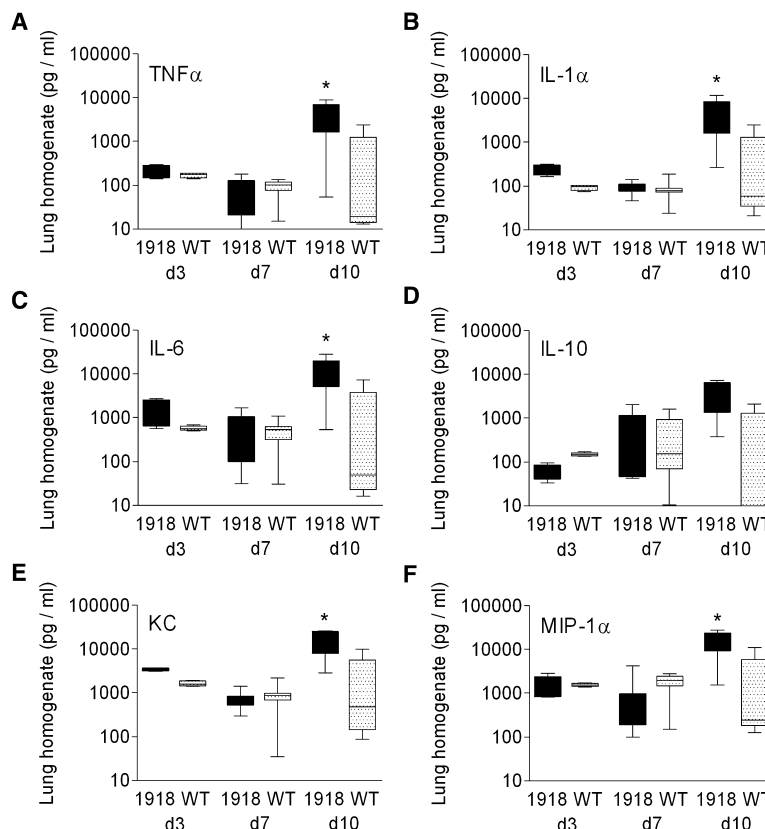 A
Lung homogenate (pg / ml)
TNFα
100000
10000
1000
100
10
*
1918 WT 1918 WT 1918 WT
d3 d7 d10
B
Lung homogenate (pg / ml)
IL-1α
100000
10000
1000
100
10
*
1918 WT 1918 WT 1918 WT
d3 d7 d10
C
Lung homogenate (pg / ml)
IL-6
100000
10000
1000
100
10
*
1918 WT 1918 WT 1918 WT
d3 d7 d10
D
Lung homogenate (pg / ml)
IL-10
100000
10000
1000
100
10
1918 WT 1918 WT 1918 WT
d3 d7 d10
E
Lung homogenate (pg / ml)
KC
100000
10000
1000
100
10
*
1918 WT 1918 WT 1918 WT
d3 d7 d10
F
Lung homogenate (pg / ml)
MIP-1α
100000
10000
1000
100
10
*
1918 WT 1918 WT 1918 WT
d3 d7 d10